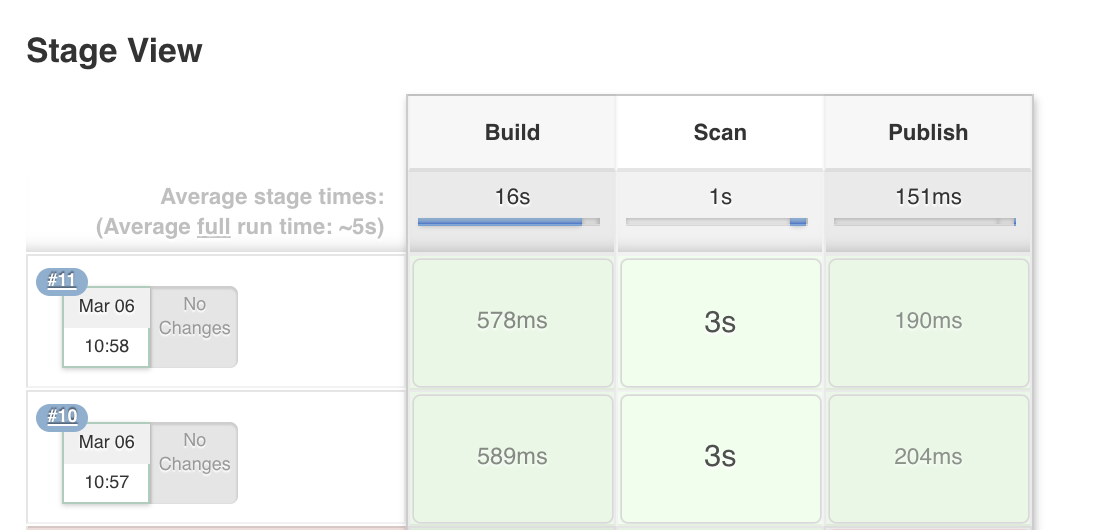 Stage View
Build Scan Publish
Average stage times: 16s 1s 151ms
(Average full run time: ~5s)
#11
Mar 06 No
Changes
10:58
578ms 3s 190ms
#10
Mar 06 No
Changes
10:57
589ms 3s 204ms